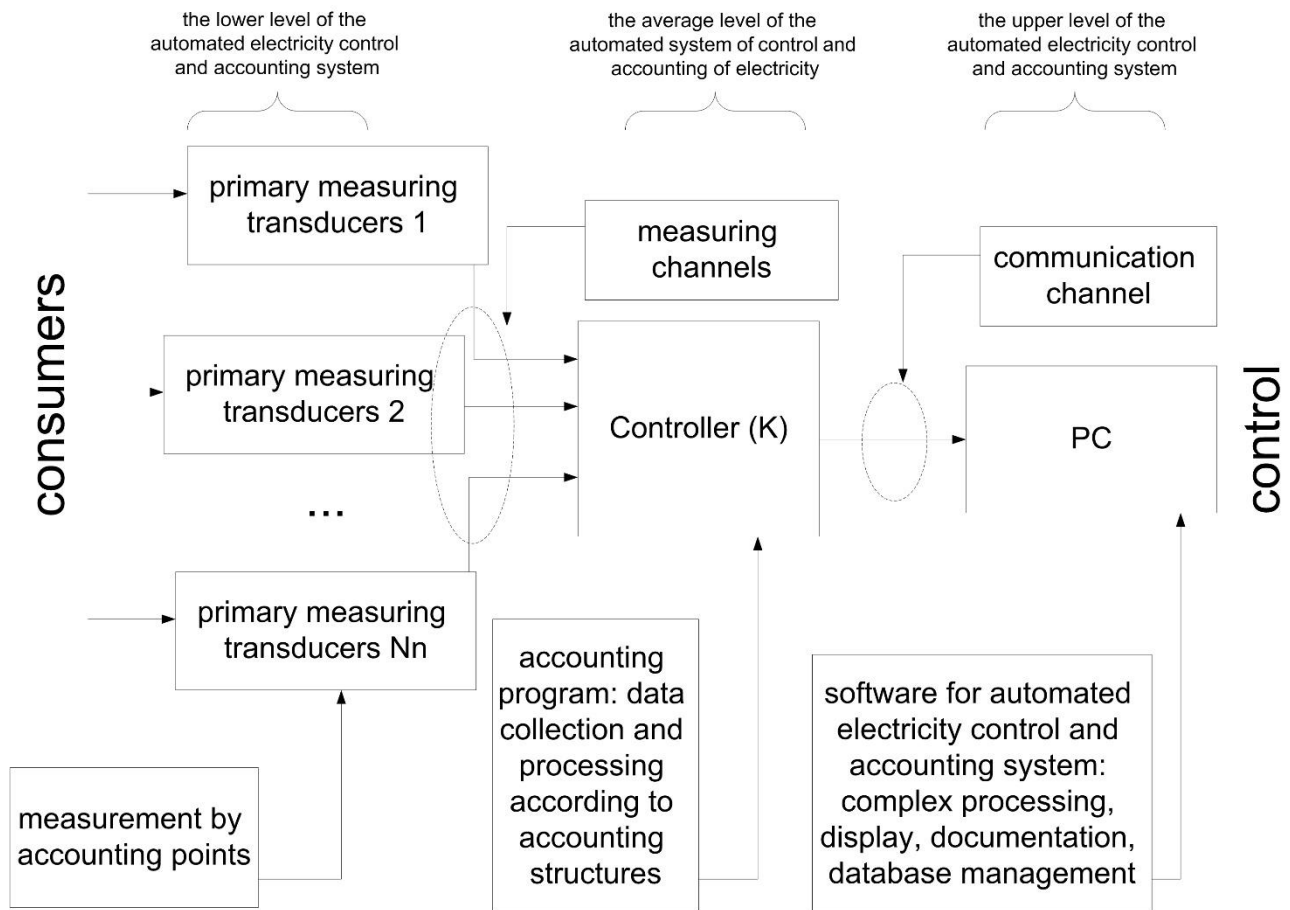 the lower level of the
automated electricity control
and accounting system
the average level of the
automated system of control and
accounting of electricity
the upper level of the
automated electricity control
and accounting system
consumers
primary measuring
transducers 1
measuring
channels
communication
channel
primary measuring
transducers 2
Controller (K)
PC
control
...
primary measuring
transducers Nn
accounting
program: data
collection and
processing
according to
accounting
structures
software for automated
electricity control and
accounting system:
complex processing,
display, documentation,
database management
measurement by
accounting points